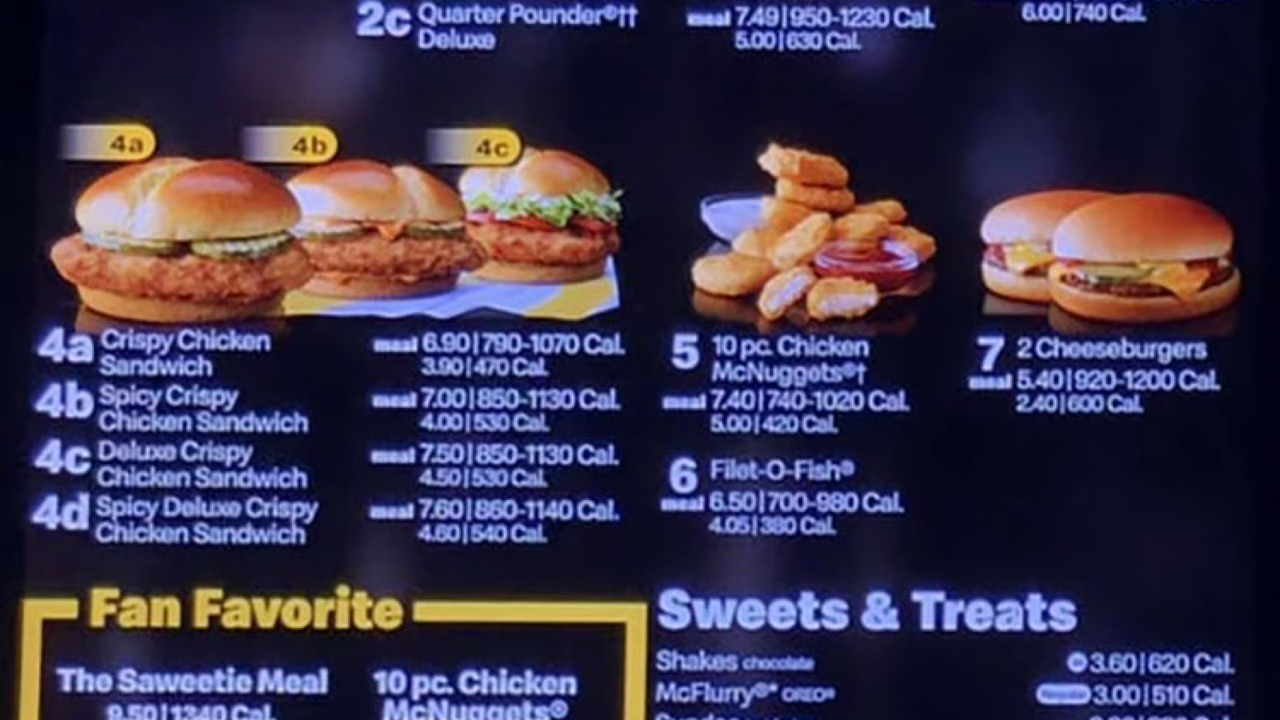 2c Quarter Pounder®††
Deluxe
meal 7.49|950-1230 Cal.
5.00|630 Cal.
6.00|740 Cal.
4a
4b
4c
4a Crispy Chicken
Sandwich
meal 6.90|790-1070 Cal.
3.90|470 Cal.
4b Spicy Crispy
Chicken Sandwich
meal 7.00|850-1130 Cal.
4.00|530 Cal.
4c Deluxe Crispy
Chicken Sandwich
meal 7.50|850-1130 Cal.
4.50|530 Cal.
4d Spicy Deluxe Crispy
Chicken Sandwich
meal 7.60|860-1140 Cal.
4.60|540 Cal.
5 10 pc. Chicken
McNuggets®†
meal 7.40|740-1020 Cal.
5.00|420 Cal.
6 Filet-O-Fish®
meal 6.50|700-980 Cal.
4.05|380 Cal.
7 2 Cheeseburgers
meal 5.40|920-1200 Cal.
2.40|600 Cal.
Fan Favorite
The Saweetie Meal
9.50|1340 Cal.
10 pc. Chicken
McNuggets®
Sweets & Treats
Shakes chocolate 3.60|620 Cal.
McFlurry®* OREO® 3.00|510 Cal.